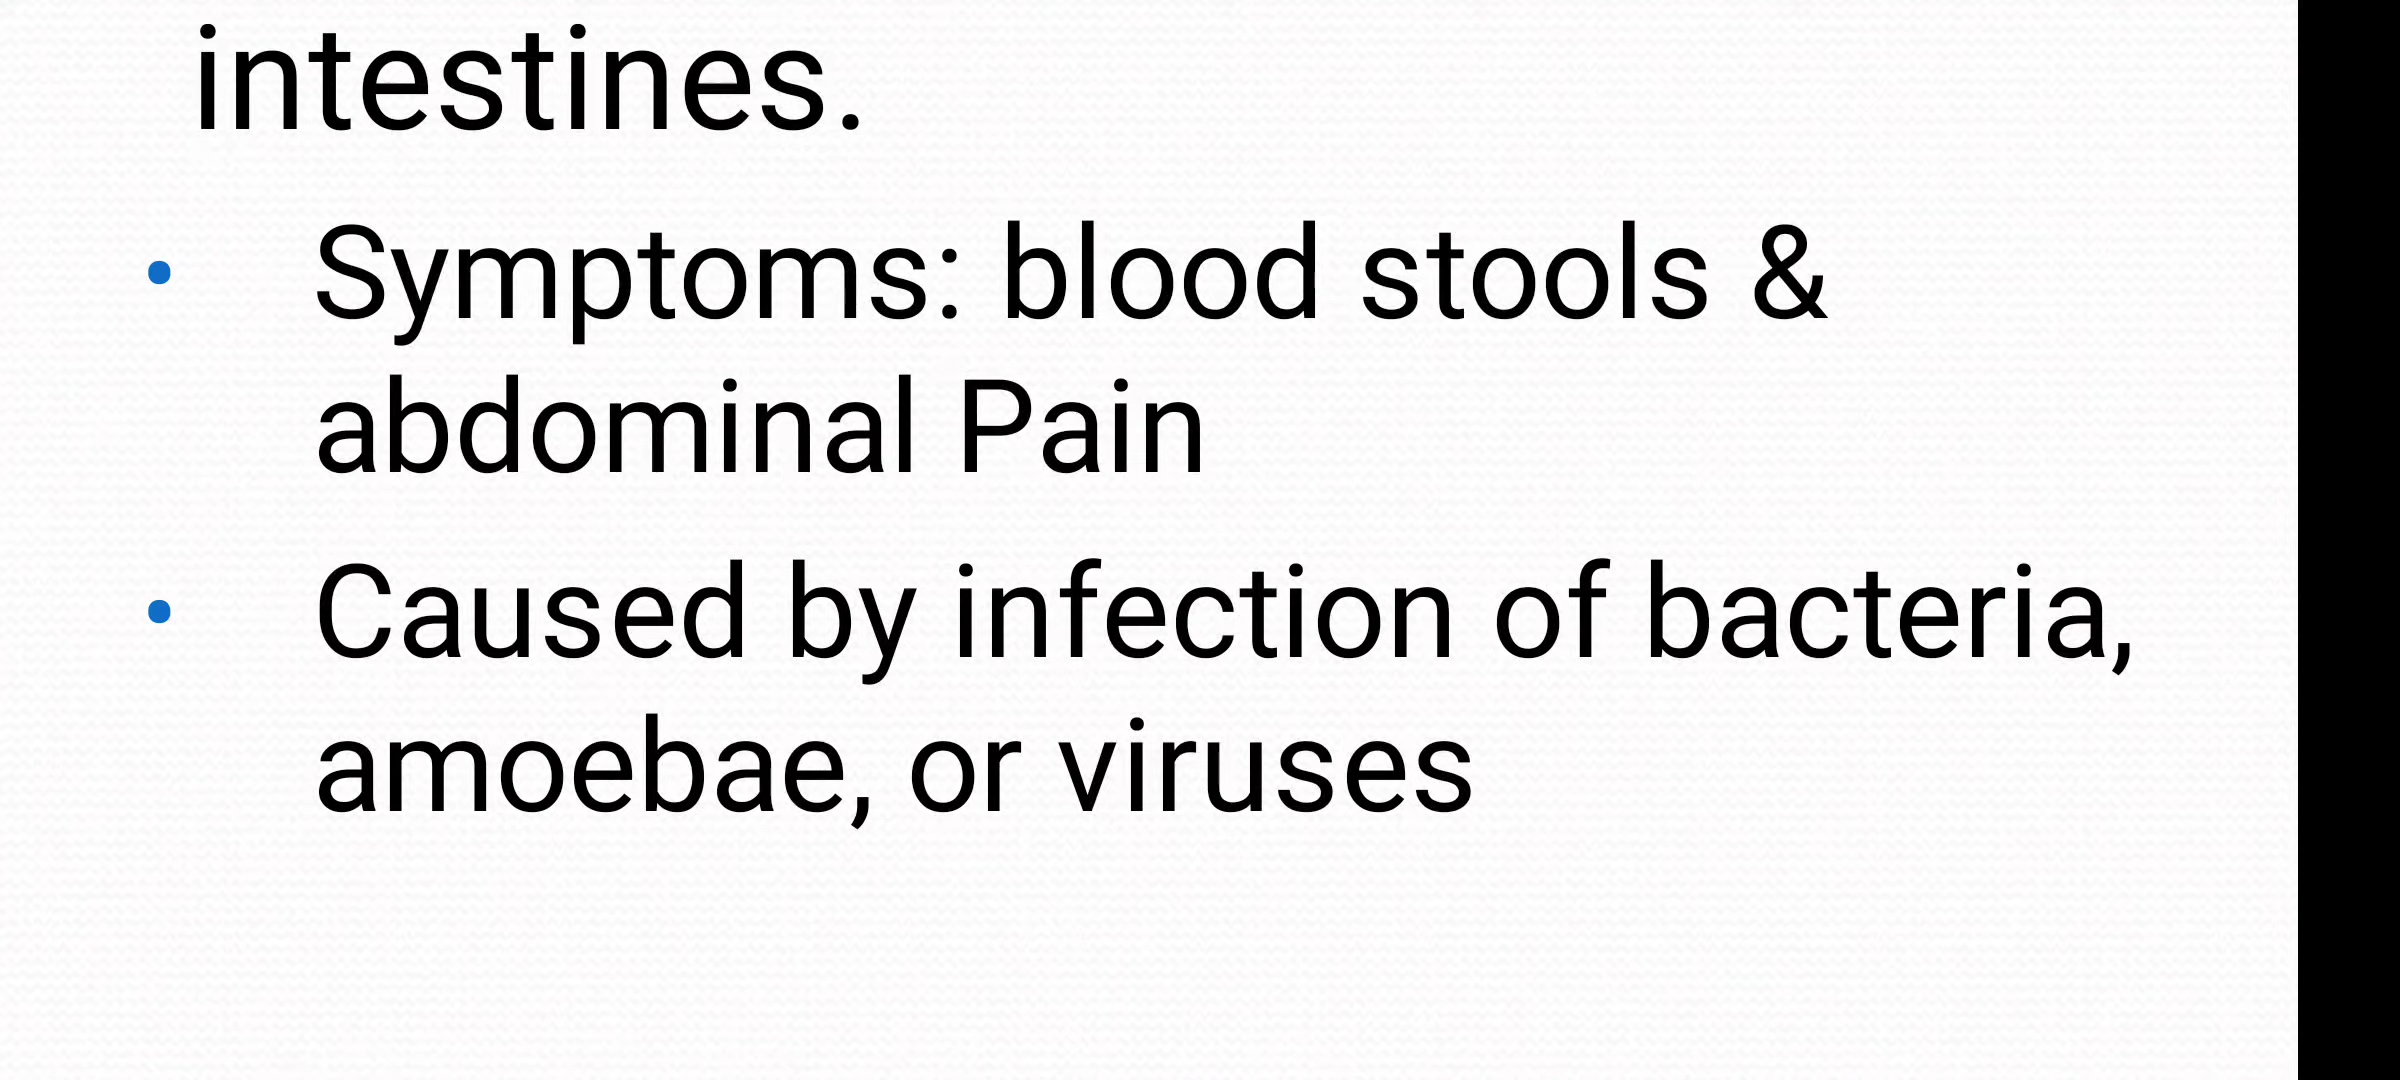 intestines.
• Symptoms: blood stools &
abdominal Pain
• Caused by infection of bacteria,
amoebae, or viruses